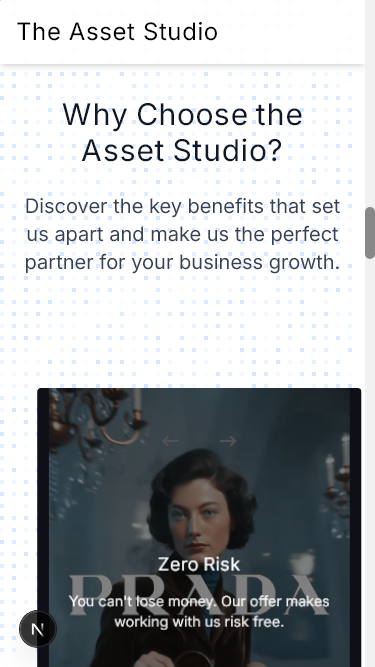 The Asset Studio
Why Choose the
Asset Studio?
Discover the key benefits that set
us apart and make us the perfect
partner for your business growth.
← →
Zero Risk
PRADA
You can't lose money. Our offer makes
working with us risk free.
N